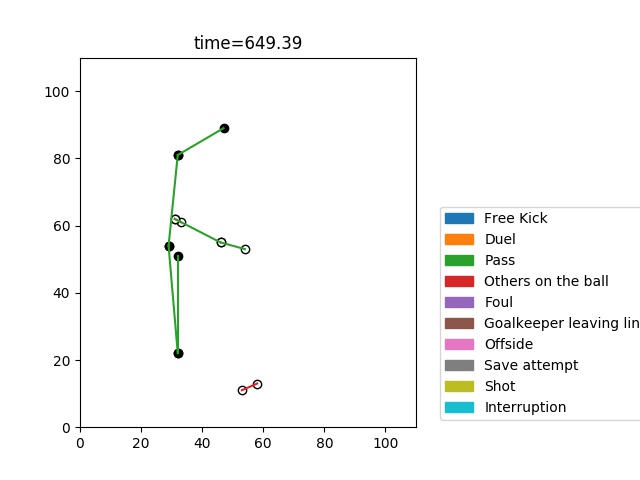 time=649.39
100
80
60
40
20
0
0 20 40 60 80 100
Free Kick
Duel
Pass
Others on the ball
Foul
Goalkeeper leaving lin
Offside
Save attempt
Shot
Interruption